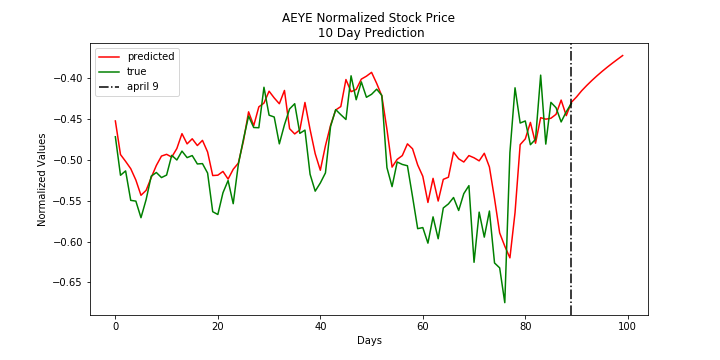 AEYE Normalized Stock Price
10 Day Prediction
predicted
true
april 9
Normalized Values
−0.40
−0.45
−0.50
−0.55
−0.60
−0.65
0
20
40
60
80
100
Days